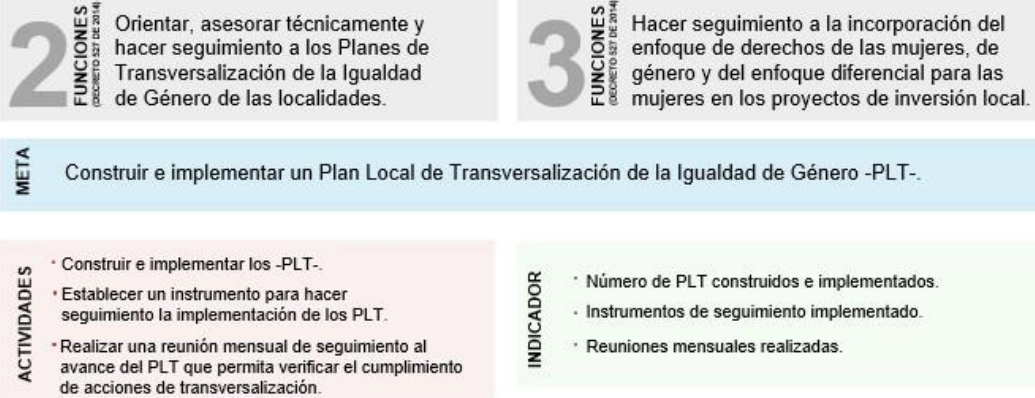 2
FUNCIONES
(DECRETO 527 DE 2014)
Orientar, asesorar técnicamente y
hacer seguimiento a los Planes de
Transversalización de la Igualdad
de Género de las localidades.
3
FUNCIONES
(DECRETO 527 DE 2014)
Hacer seguimiento a la incorporación del
enfoque de derechos de las mujeres, de
género y del enfoque diferencial para las
mujeres en los proyectos de inversión local.
META
Construir e implementar un Plan Local de Transversalización de la Igualdad de Género -PLT-.
ACTIVIDADES
· Construir e implementar los -PLT-.
· Establecer un instrumento para hacer
seguimiento la implementación de los PLT.
· Realizar una reunión mensual de seguimiento al
avance del PLT que permita verificar el cumplimiento
de acciones de transversalización.
INDICADOR
· Número de PLT construidos e implementados.
· Instrumentos de seguimiento implementado.
· Reuniones mensuales realizadas.